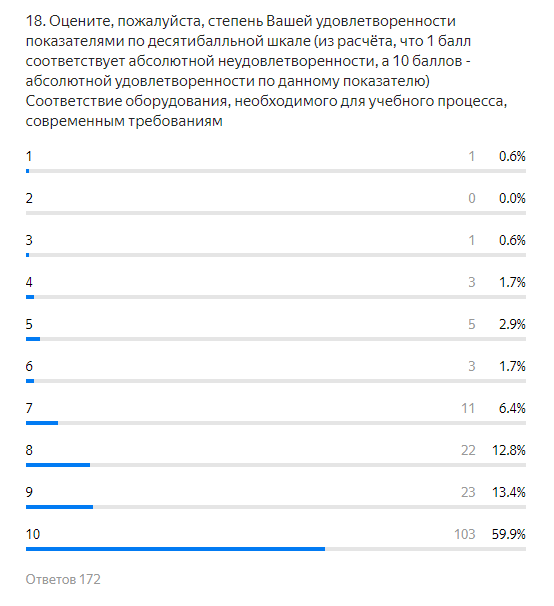 18. Оцените, пожалуйста, степень Вашей удовлетворенности
показателями по десятибалльной шкале (из расчёта, что 1 балл
соответствует абсолютной неудовлетворенности, а 10 баллов -
абсолютной удовлетворенности по данному показателю)
Соответствие оборудования, необходимого для учебного процесса,
современным требованиям
1 1 0.6%
2 0 0.0%
3 1 0.6%
4 3 1.7%
5 5 2.9%
6 3 1.7%
7 11 6.4%
8 22 12.8%
9 23 13.4%
10 103 59.9%
Ответов 172